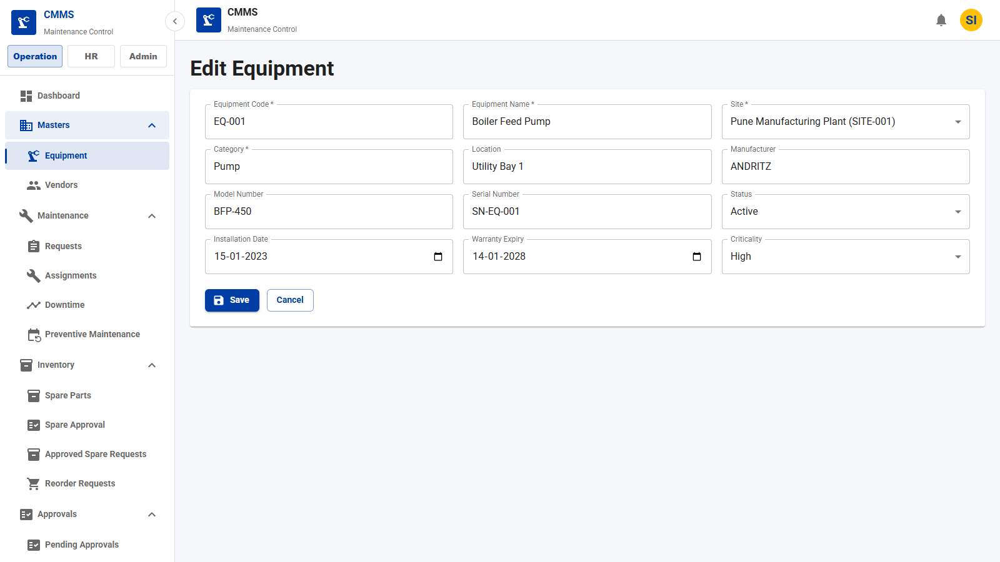 CMMS
Maintenance Control
Operation
HR
Admin
Dashboard
Masters
Equipment
Vendors
Maintenance
Requests
Assignments
Downtime
Preventive Maintenance
Inventory
Spare Parts
Spare Approval
Approved Spare Requests
Reorder Requests
Approvals
Pending Approvals
CMMS
Maintenance Control
SI
Edit Equipment
Equipment Code *
EQ-001
Equipment Name *
Boiler Feed Pump
Site *
Pune Manufacturing Plant (SITE-001)
Category *
Pump
Location
Utility Bay 1
Manufacturer
ANDRITZ
Model Number
BFP-450
Serial Number
SN-EQ-001
Status
Active
Installation Date
15-01-2023
Warranty Expiry
14-01-2028
Criticality
High
Save
Cancel